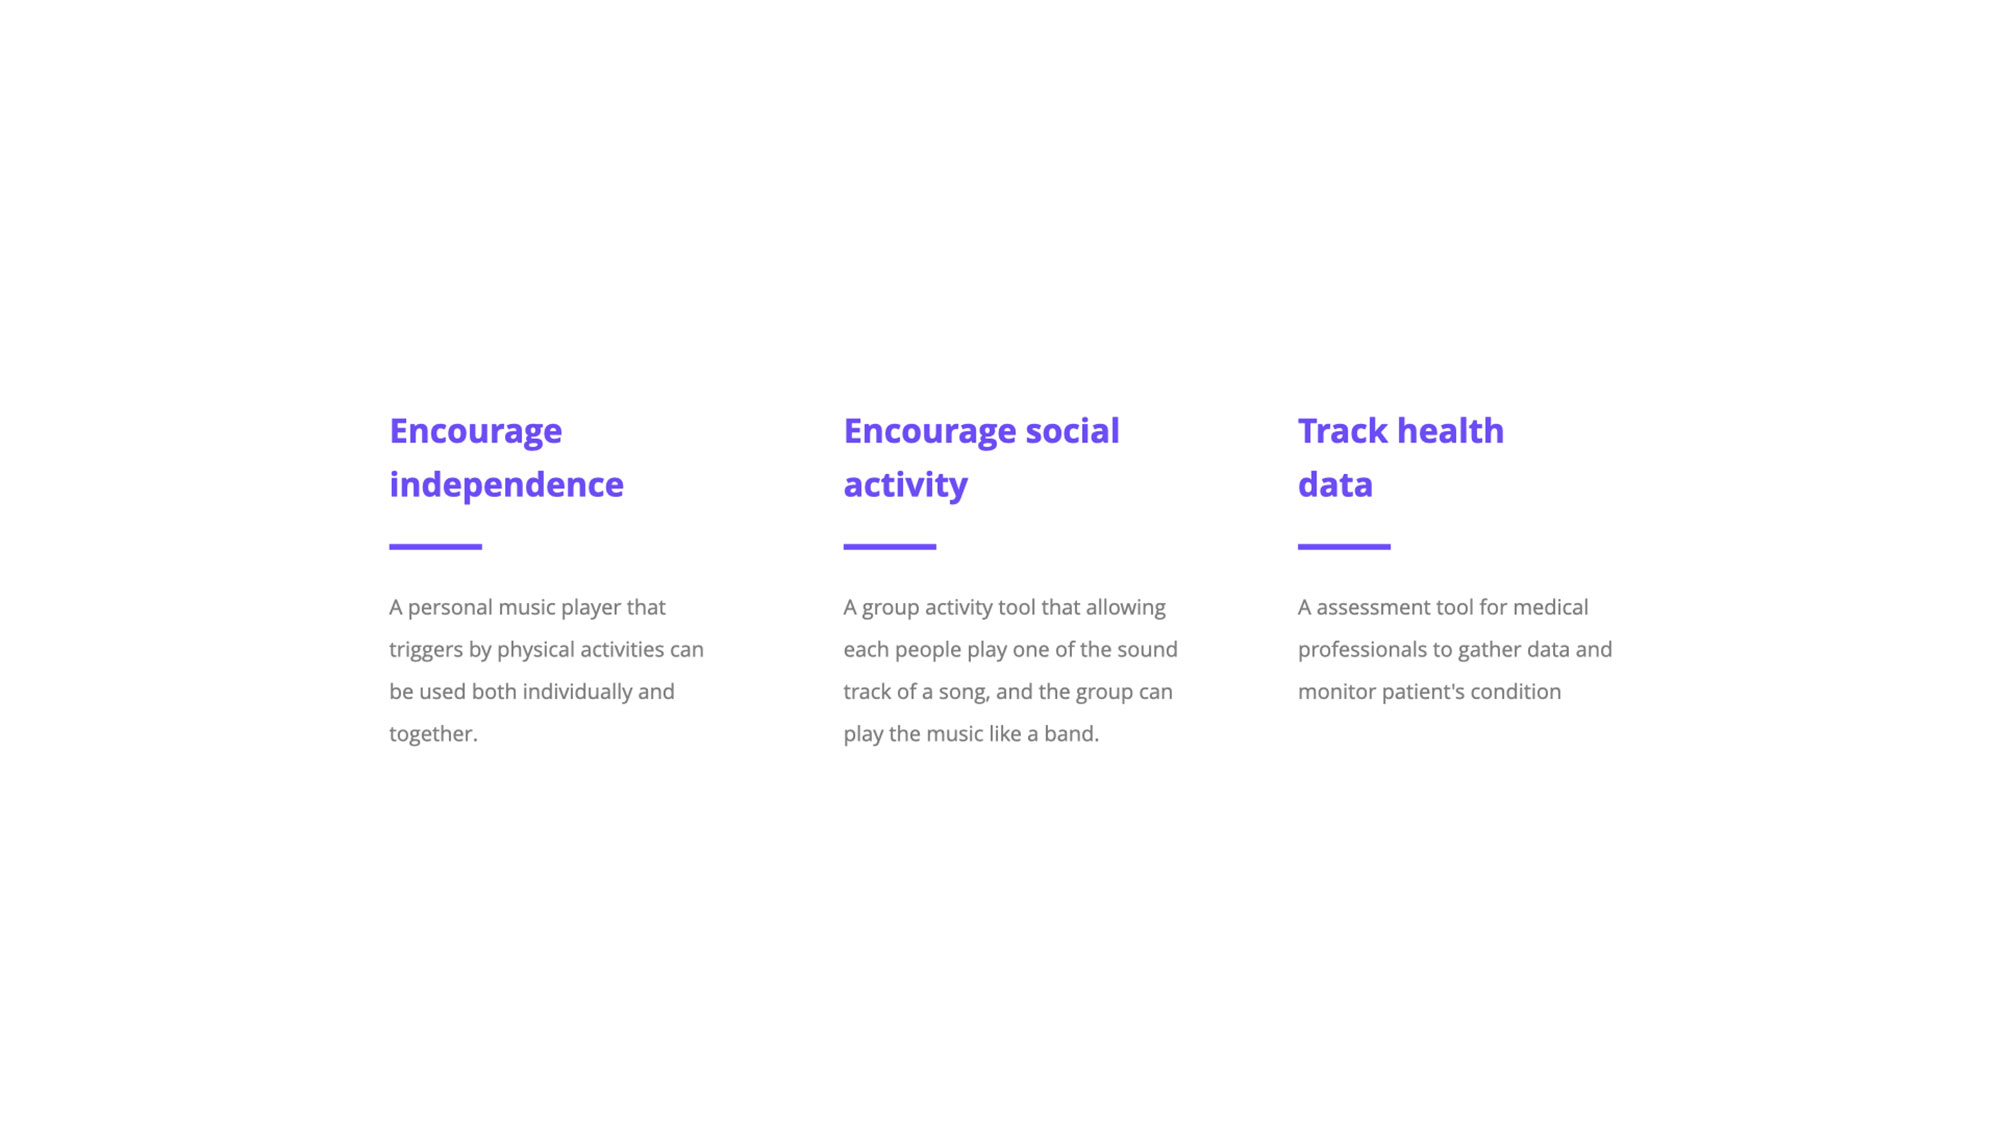 Encourage
independence
A personal music player that
triggers by physical activities can
be used both individually and
together.
Encourage social
activity
A group activity tool that allowing
each people play one of the sound
track of a song, and the group can
play the music like a band.
Track health
data
A assessment tool for medical
professionals to gather data and
monitor patient's condition